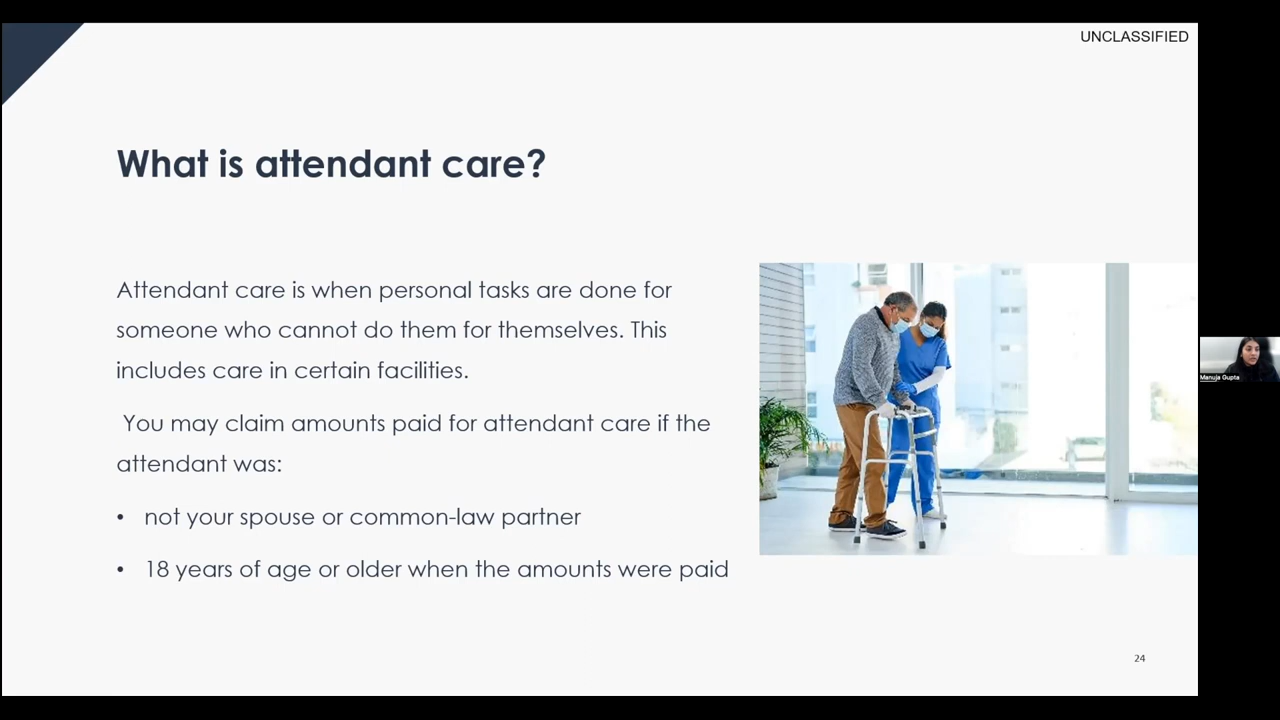 UNCLASSIFIED
What is attendant care?
Attendant care is when personal tasks are done for
someone who cannot do them for themselves. This
includes care in certain facilities.
You may claim amounts paid for attendant care if the
attendant was:
• not your spouse or common-law partner
• 18 years of age or older when the amounts were paid
Manuja Gupta
24